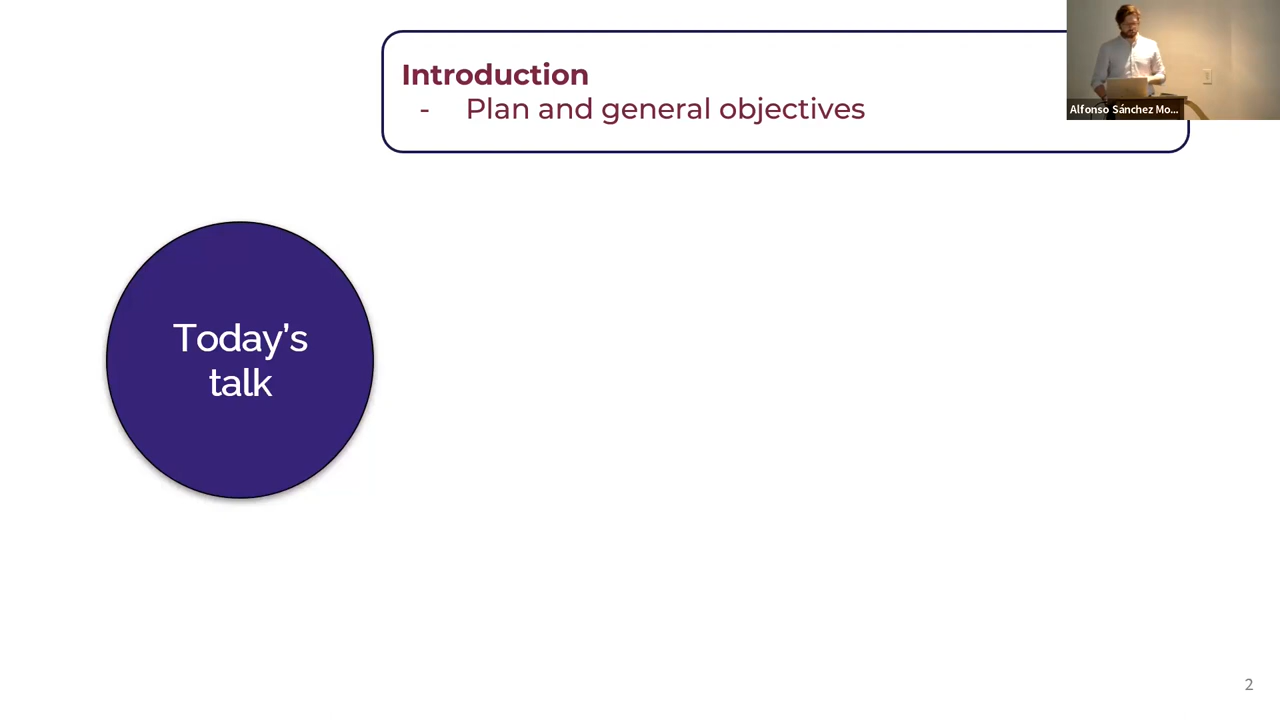 Introduction
- Plan and general objectives
Alfonso Sánchez Mo...
Today's
talk
2